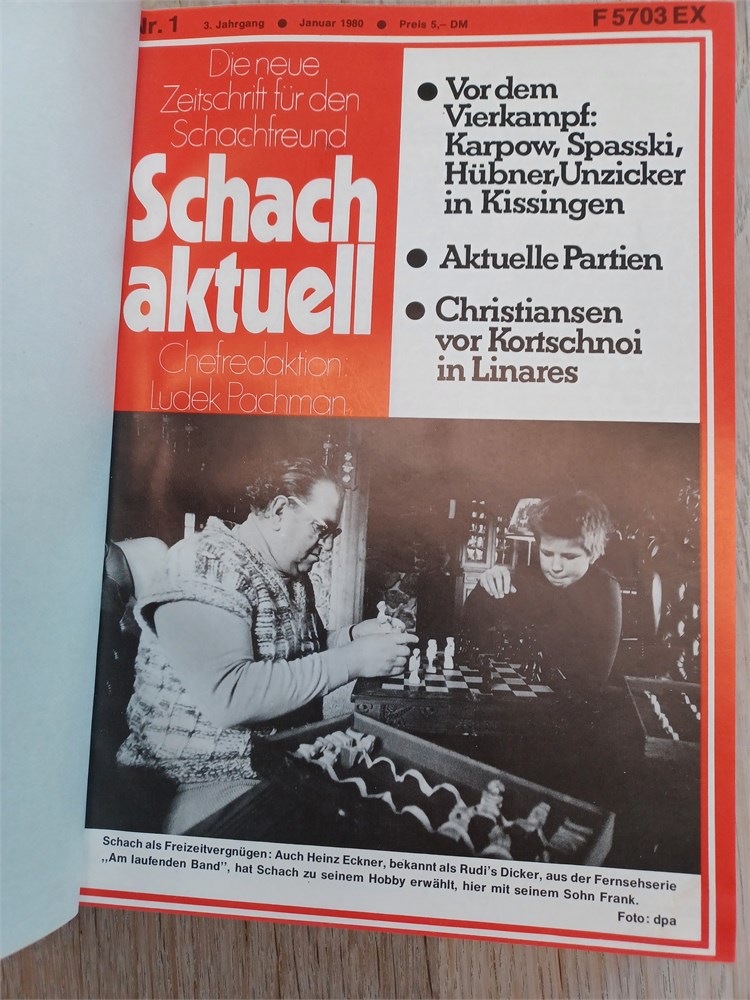 Nr. 1 3. Jahrgang ● Januar 1980 ● Preis 5,– DM F 5703 EX
Die neue
Zeitschrift für den
Schachfreund
Schach
aktuell
Chefredaktion:
Ludek Pachman
● Vor dem
Vierkampf:
Karpow, Spasski,
Hübner, Unzicker
in Kissingen
● Aktuelle Partien
● Christiansen
vor Kortschnoi
in Linares
Schach als Freizeitvergnügen: Auch Heinz Eckner, bekannt als Rudi's Dicker, aus der Fernsehserie
„Am laufenden Band", hat Schach zu seinem Hobby erwählt, hier mit seinem Sohn Frank.
Foto: dpa